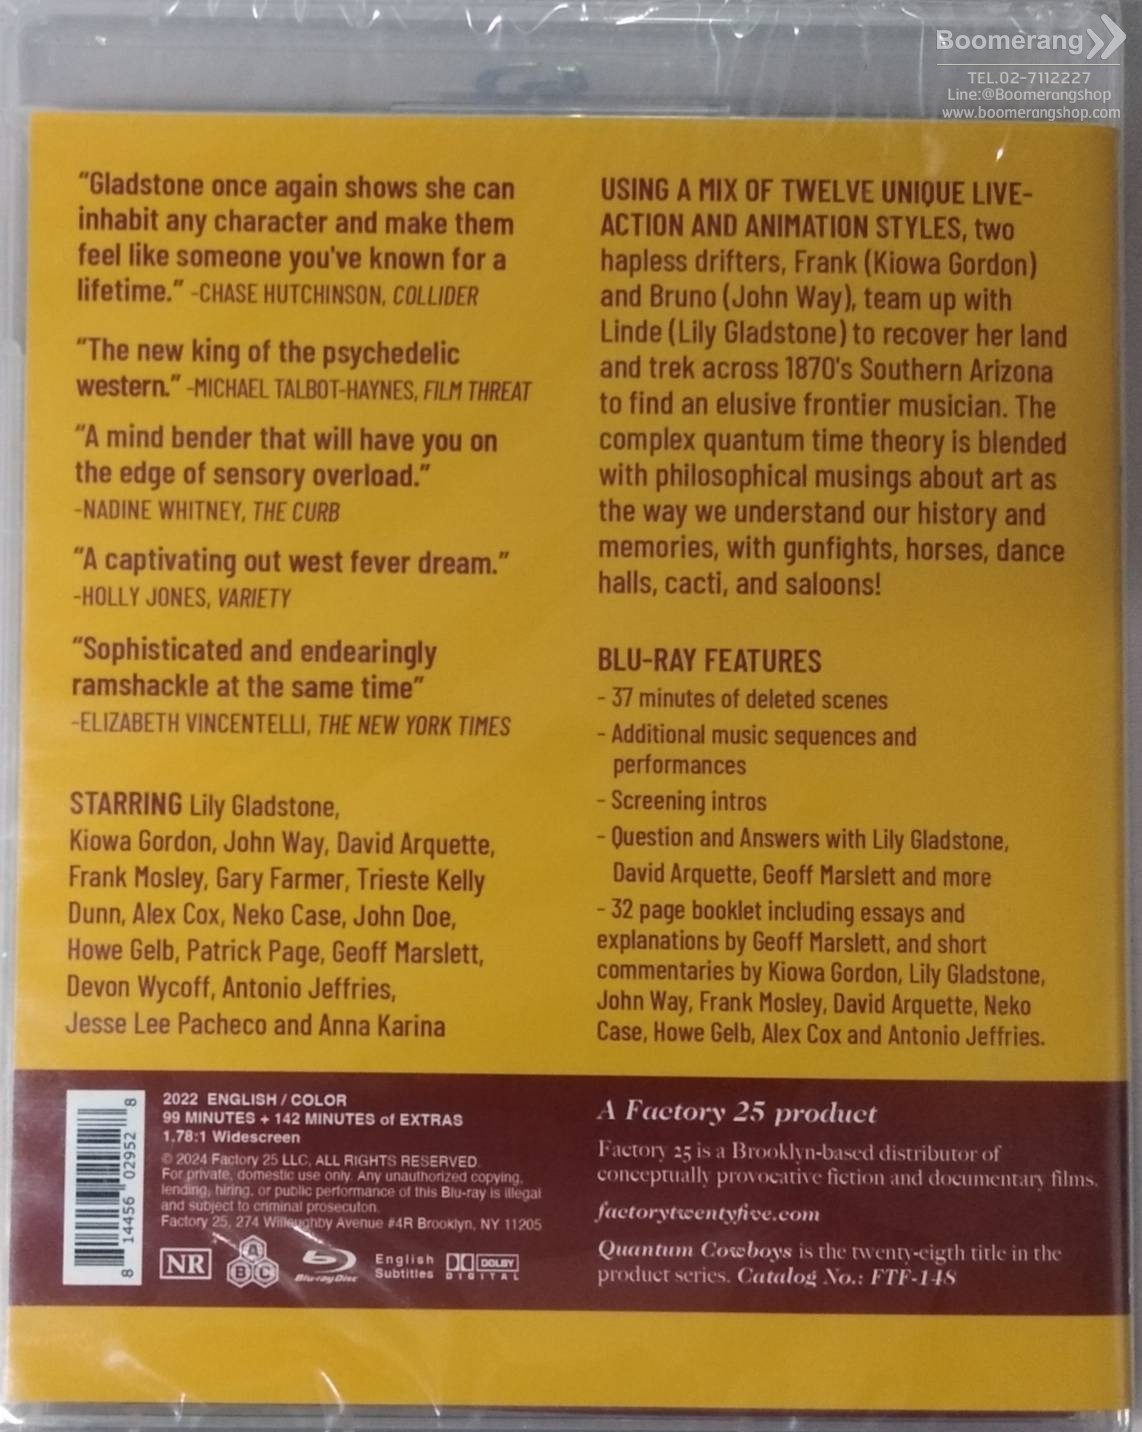 Boomerang
TEL.02-7112227
Line:@Boomerangshop
www.boomerangshop.com
“Gladstone once again shows she can
inhabit any character and make them
feel like someone you've known for a
lifetime.” -CHASE HUTCHINSON, COLLIDER
“The new king of the psychedelic
western.” -MICHAEL TALBOT-HAYNES, FILM THREAT
“A mind bender that will have you on
the edge of sensory overload.”
-NADINE WHITNEY, THE CURB
“A captivating out west fever dream.”
-HOLLY JONES, VARIETY
“Sophisticated and endearingly
ramshackle at the same time”
-ELIZABETH VINCENTELLI, THE NEW YORK TIMES
STARRING Lily Gladstone,
Kiowa Gordon, John Way, David Arquette,
Frank Mosley, Gary Farmer, Trieste Kelly
Dunn, Alex Cox, Neko Case, John Doe,
Howe Gelb, Patrick Page, Geoff Marslett,
Devon Wycoff, Antonio Jeffries,
Jesse Lee Pacheco and Anna Karina
USING A MIX OF TWELVE UNIQUE LIVE-
ACTION AND ANIMATION STYLES, two
hapless drifters, Frank (Kiowa Gordon)
and Bruno (John Way), team up with
Linde (Lily Gladstone) to recover her land
and trek across 1870's Southern Arizona
to find an elusive frontier musician. The
complex quantum time theory is blended
with philosophical musings about art as
the way we understand our history and
memories, with gunfights, horses, dance
halls, cacti, and saloons!
BLU-RAY FEATURES
- 37 minutes of deleted scenes
- Additional music sequences and
performances
- Screening intros
- Question and Answers with Lily Gladstone,
David Arquette, Geoff Marslett and more
- 32 page booklet including essays and
explanations by Geoff Marslett, and short
commentaries by Kiowa Gordon, Lily Gladstone,
John Way, Frank Mosley, David Arquette, Neko
Case, Howe Gelb, Alex Cox and Antonio Jeffries.
8 14456 02952 8
2022 ENGLISH / COLOR
99 MINUTES + 142 MINUTES of EXTRAS
1.78:1 Widescreen
© 2024 Factory 25 LLC, ALL RIGHTS RESERVED.
For private, domestic use only. Any unauthorized copying,
lending, hiring, or public performance of this Blu-ray is illegal
and subject to criminal prosecuton.
Factory 25, 274 Willoughby Avenue #4R Brooklyn, NY 11205
NR
A B C
Blu-ray Disc
English
Subtitles
DOLBY
DIGITAL
A Factory 25 product
Factory 25 is a Brooklyn-based distributor of
conceptually provocative fiction and documentary films.
factorytwentyfive.com
Quantum Cowboys is the twenty-eigth title in the
product series. Catalog No.: FTF-148